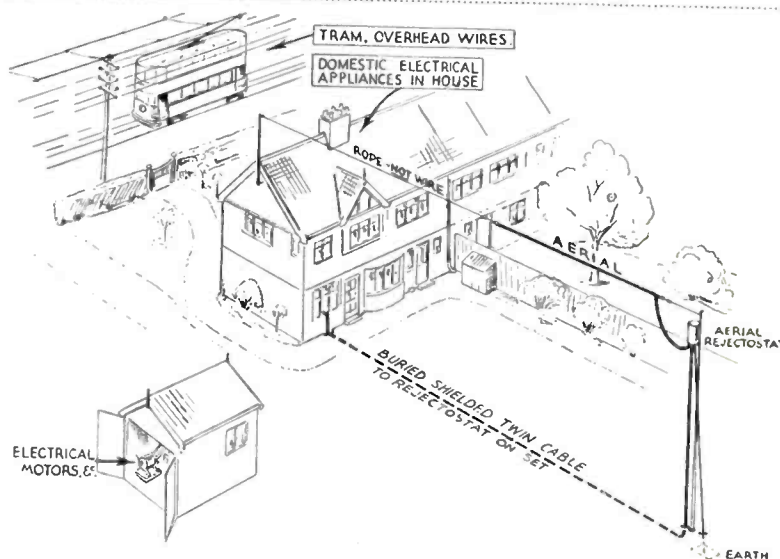 TRAM, OVERHEAD WIRES
DOMESTIC ELECTRICAL
APPLIANCES IN HOUSE
ROPE-NOT WIRE
AERIAL
AERIAL
REJECTOSTAT
BURIED SHIELDED TWIN CABLE
TO REJECTOSTAT ON SET
ELECTRICAL
MOTORS, &c.
EARTH